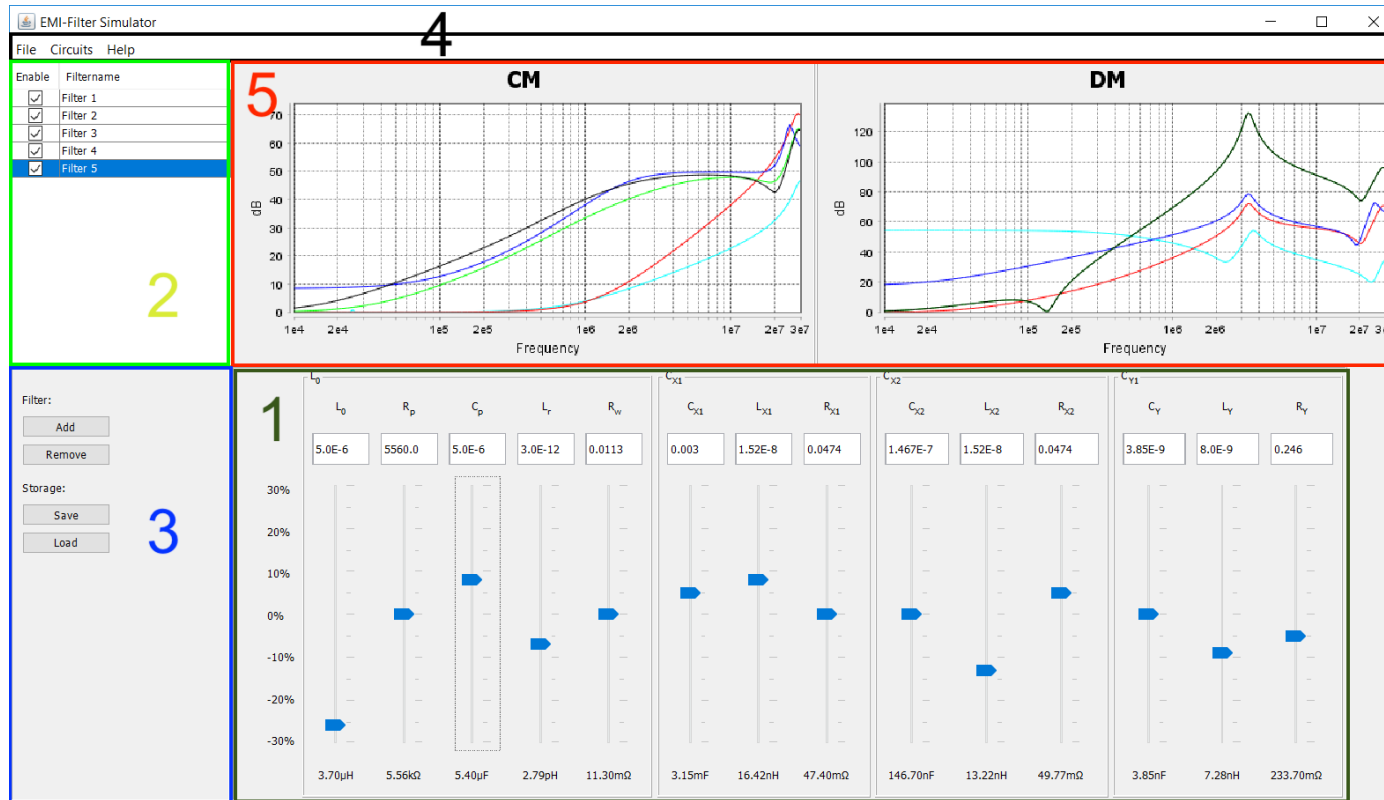 EMI-Filter Simulator
4
File Circuits Help
Enable Filtername
Filter 1
Filter 2
Filter 3
Filter 4
Filter 5
2
5
CM
dB
70
60
50
40
30
20
10
0
1e4 2e4 1e5 2e5 1e6 2e6 1e7 2e7 3e7
Frequency
DM
dB
120
100
80
60
40
20
0
1e4 2e4 1e5 2e5 1e6 2e6 1e7 2e7
Frequency
Filter:
Add
Remove
Storage:
Save
Load
3
1
L0 CX1 CX2 CY1
L0 Rp Cp Lr Rw CX1 LX1 RX1 CX2 LX2 RX2 CY LY RY
5.0E-6 5560.0 5.0E-6 3.0E-12 0.0113 0.003 1.52E-8 0.0474 1.467E-7 1.52E-8 0.0474 3.85E-9 8.0E-9 0.246
30%
20%
10%
0%
-10%
-20%
-30%
3.70µH 5.56kΩ 5.40µF 2.79pH 11.30mΩ 3.15mF 16.42nH 47.40mΩ 146.70nF 13.22nH 49.77mΩ 3.85nF 7.28nH 233.70mΩ